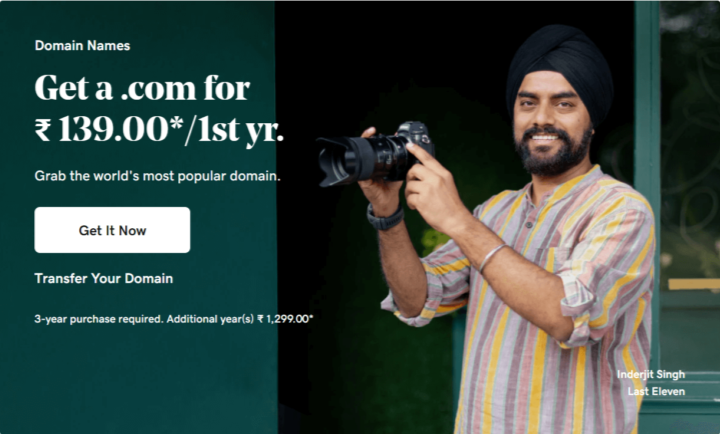 Domain Names
Get a .com for
₹ 139.00*/1st yr.
Grab the world's most popular domain.
Get It Now
Transfer Your Domain
3-year purchase required. Additional year(s) ₹ 1,299.00*
Inderjit Singh
Last Eleven